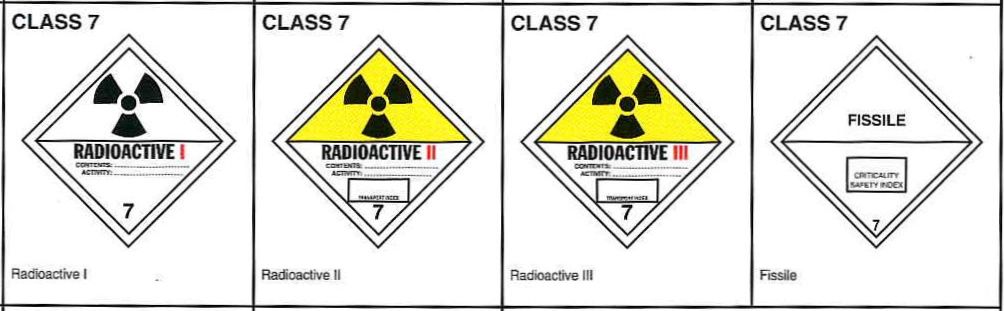 CLASS 7
RADIOACTIVE I
CONTENTS:
ACTIVITY:
7
Radioactive I
CLASS 7
RADIOACTIVE II
CONTENTS:
ACTIVITY:
TRANSPORT INDEX
7
Radioactive II
CLASS 7
RADIOACTIVE III
CONTENTS:
ACTIVITY:
TRANSPORT INDEX
7
Radioactive III
CLASS 7
FISSILE
CRITICALITY
SAFETY INDEX
7
Fissile